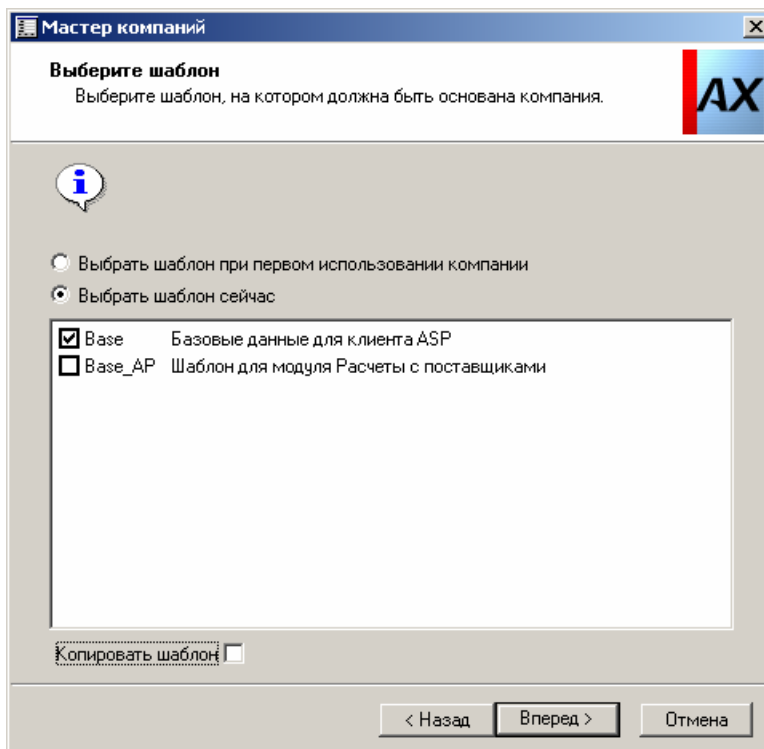 Мастер компаний
Выберите шаблон
Выберите шаблон, на котором должна быть основана компания.
AX
i
Выбрать шаблон при первом использовании компании
Выбрать шаблон сейчас
Base Базовые данные для клиента ASP
Base_AP Шаблон для модуля Расчеты с поставщиками
Копировать шаблон
< Назад Вперед > Отмена